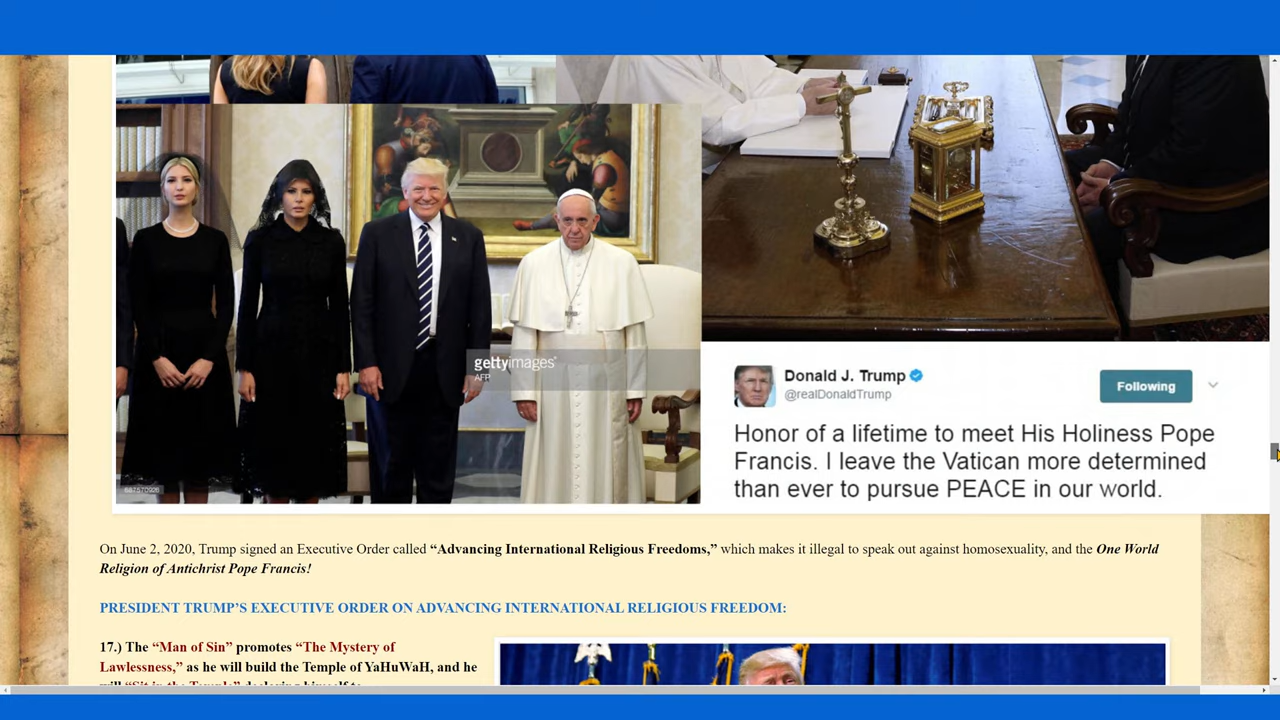 gettyimages®
AFP
Donald J. Trump
@realDonaldTrump
Following
Honor of a lifetime to meet His Holiness Pope
Francis. I leave the Vatican more determined
than ever to pursue PEACE in our world.
On June 2, 2020, Trump signed an Executive Order called “Advancing International Religious Freedoms,” which makes it illegal to speak out against homosexuality, and the One World
Religion of Antichrist Pope Francis!
PRESIDENT TRUMP’S EXECUTIVE ORDER ON ADVANCING INTERNATIONAL RELIGIOUS FREEDOM:
17.) The “Man of Sin” promotes “The Mystery of
Lawlessness,” as he will build the Temple of YaHuWaH, and he